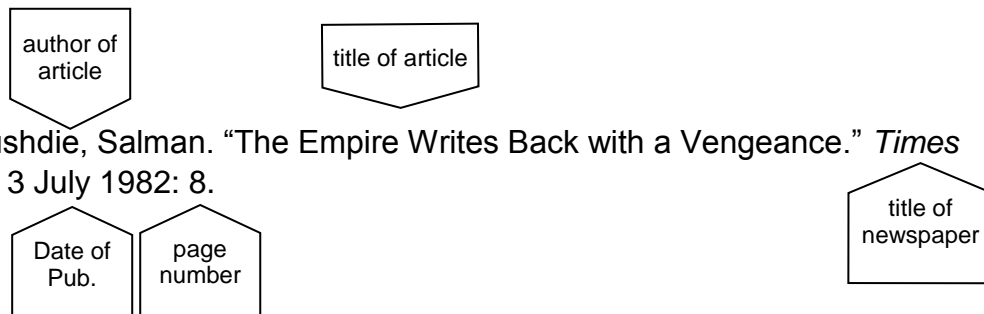 author of
article
title of article
ushdie, Salman. “The Empire Writes Back with a Vengeance.” Times
3 July 1982: 8.
title of
newspaper
Date of
Pub.
page
number